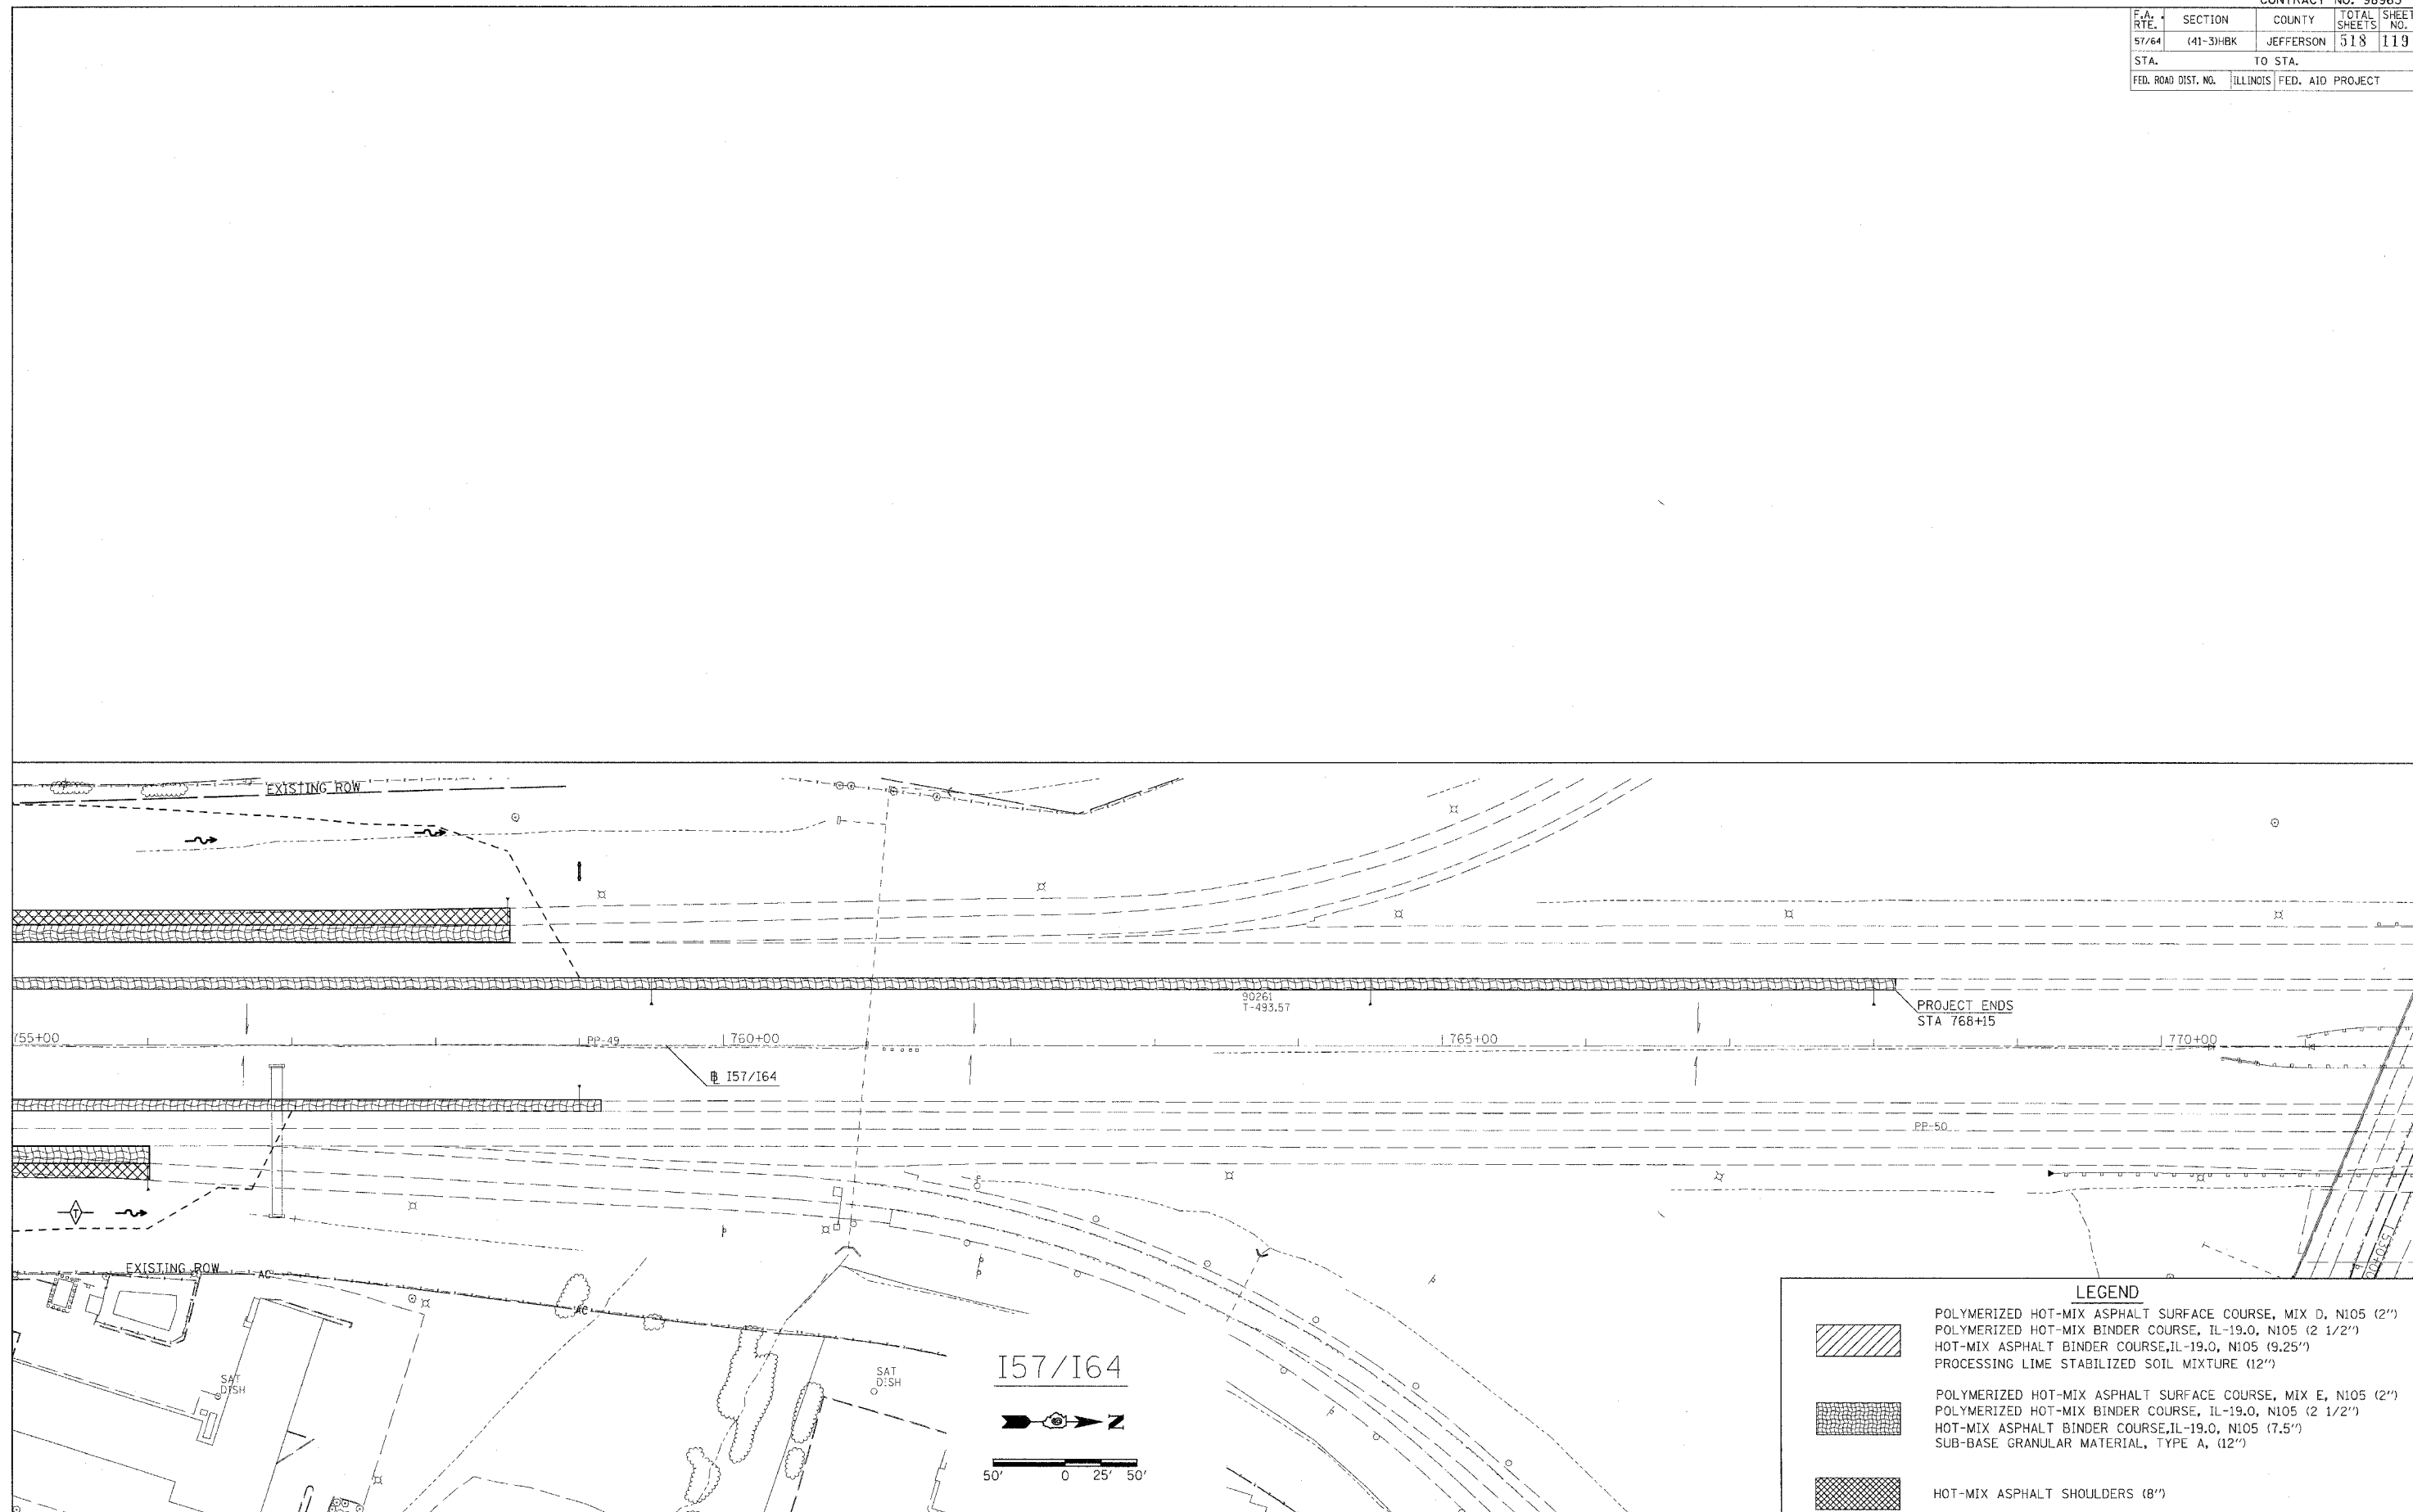 F.A. RTE. SECTION COUNTY TOTAL SHEETS SHEET NO.
57/64 (41-3)HBK JEFFERSON 518 119
STA. TO STA.
FED. ROAD DIST. NO. ILLINOIS FED. AID PROJECT
EXISTING ROW
90261
T-493.57
PROJECT ENDS
STA 768+15
755+00
PP-49
760+00
765+00
770+00
℄ I57/I64
PP-50
EXISTING ROW
AC
AC
SAT
DISH
SAT
DISH
I57/I64
N
50' 0 25' 50'
LEGEND
POLYMERIZED HOT-MIX ASPHALT SURFACE COURSE, MIX D, N105 (2")
POLYMERIZED HOT-MIX BINDER COURSE, IL-19.0, N105 (2 1/2")
HOT-MIX ASPHALT BINDER COURSE,IL-19.0, N105 (9.25")
PROCESSING LIME STABILIZED SOIL MIXTURE (12")
POLYMERIZED HOT-MIX ASPHALT SURFACE COURSE, MIX E, N105 (2")
POLYMERIZED HOT-MIX BINDER COURSE, IL-19.0, N105 (2 1/2")
HOT-MIX ASPHALT BINDER COURSE,IL-19.0, N105 (7.5")
SUB-BASE GRANULAR MATERIAL, TYPE A, (12")
HOT-MIX ASPHALT SHOULDERS (8")
T